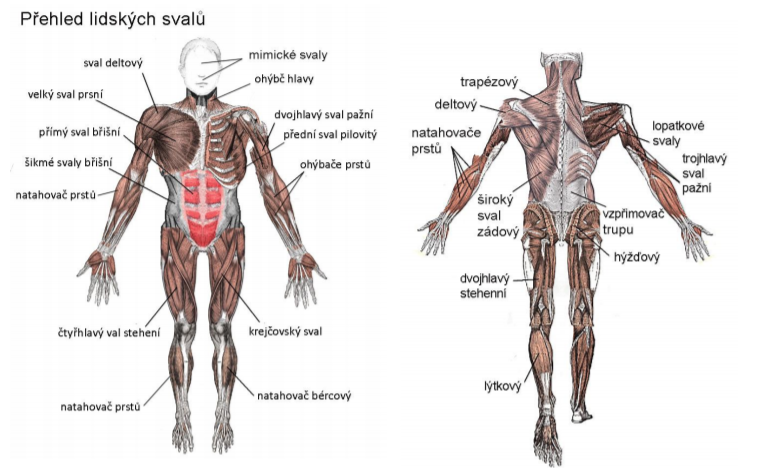 Přehled lidských svalů
mimické svaly
sval deltový
ohýbč hlavy
velký sval prsní
dvojhlavý sval pažní
přímý sval břišní
přední sval pilovitý
šikmé svaly břišní
ohýbače prstů
natahovač prstů
čtyřhlavý val stehení
krejčovský sval
natahovač bércový
natahovač prstů
trapézový
deltový
natahovače
prstů
lopatkové
svaly
trojhlavý
sval
pažní
široký
sval
zádový
vzpřimovač
trupu
hýžďový
dvojhlavý
stehenní
lýtkový